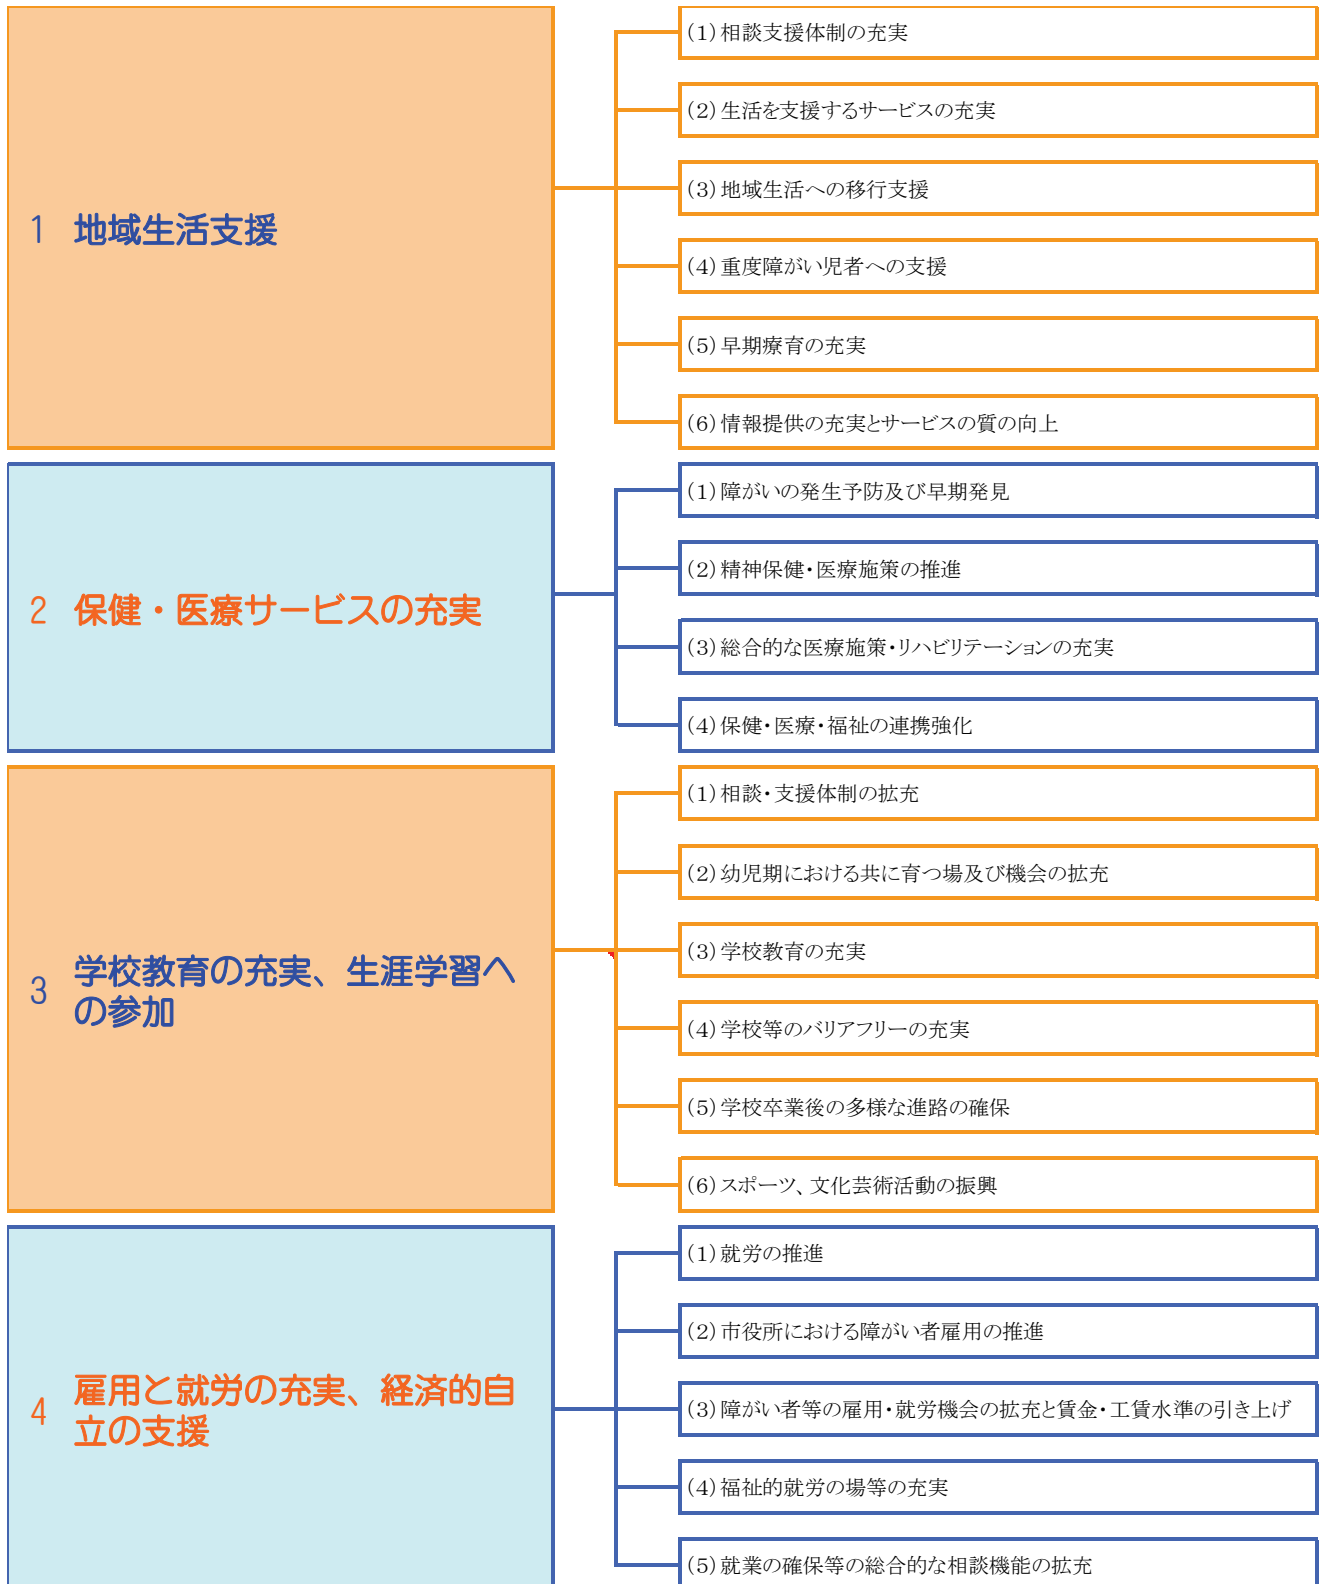 1 地域生活支援
(1)相談支援体制の充実
(2)生活を支援するサービスの充実
(3)地域生活への移行支援
(4)重度障がい児者への支援
(5)早期療育の充実
(6)情報提供の充実とサービスの質の向上
2 保健・医療サービスの充実
(1)障がいの発生予防及び早期発見
(2)精神保健・医療施策の推進
(3)総合的な医療施策・リハビリテーションの充実
(4)保健・医療・福祉の連携強化
3 学校教育の充実、生涯学習へ
の参加
(1)相談・支援体制の拡充
(2)幼児期における共に育つ場及び機会の拡充
(3)学校教育の充実
(4)学校等のバリアフリーの充実
(5)学校卒業後の多様な進路の確保
(6)スポーツ、文化芸術活動の振興
4 雇用と就労の充実、経済的自
立の支援
(1)就労の推進
(2)市役所における障がい者雇用の推進
(3)障がい者等の雇用・就労機会の拡充と賃金・工賃水準の引き上げ
(4)福祉的就労の場等の充実
(5)就業の確保等の総合的な相談機能の拡充